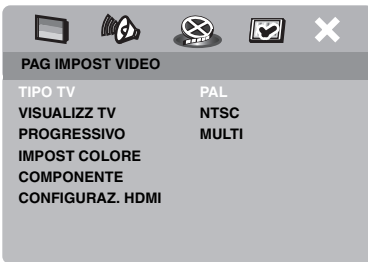 PAG IMPOST VIDEO
TIPO TV PAL
VISUALIZZ TV NTSC
PROGRESSIVO MULTI
IMPOST COLORE
COMPONENTE
CONFIGURAZ. HDMI